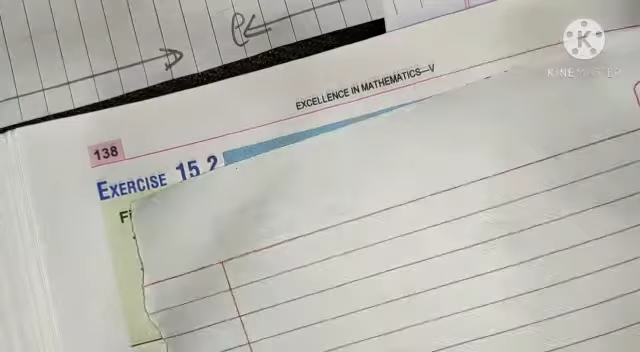 EXCELLENCE IN MATHEMATICS—V
K
KINEMASTER
138
EXERCISE 15.2